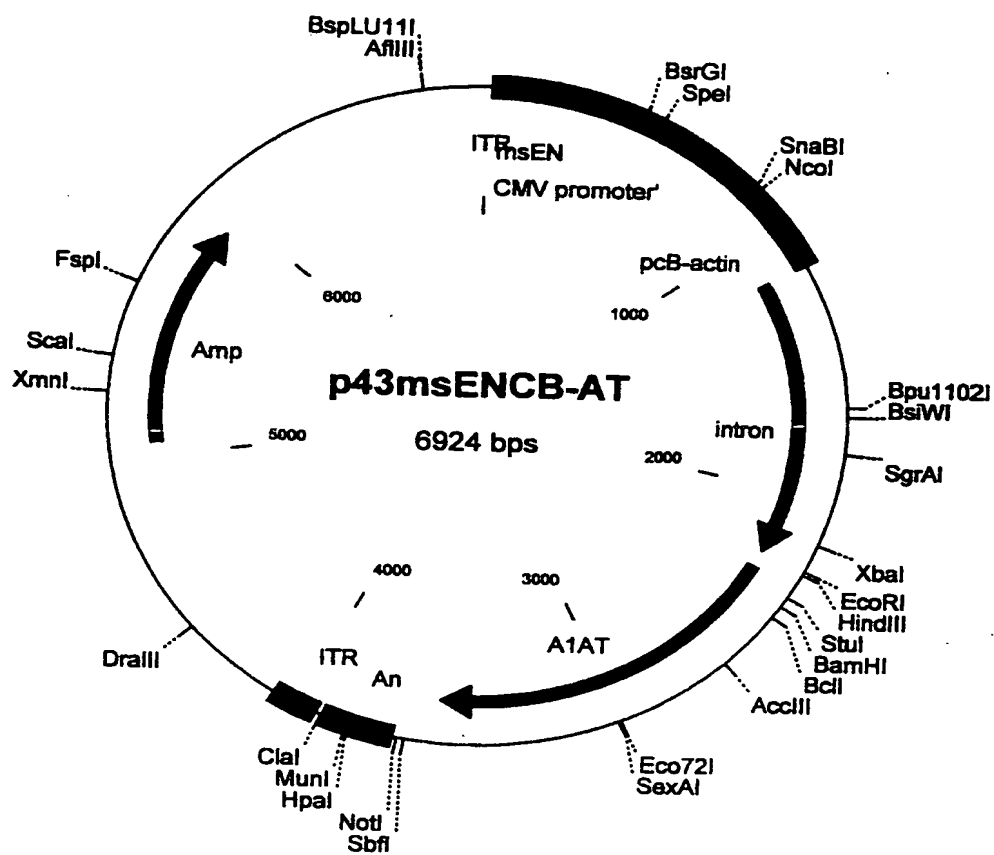 BspLU11I
AflIII
BsrGI
SpeI
ITR msEN
SnaBI
NcoI
CMV promoter'
FspI
pcB-actin
6000
1000
ScaI
Amp
XmnI
p43msENCB-AT
Bpu1102I
BsiWI
5000
6924 bps
intron
2000
SgrAI
4000
3000
XbaI
EcoRI
HindIII
StuI
BamHI
BclI
DraIII
ITR
A1AT
An
AccIII
ClaI
MunI
HpaI
Eco72I
SexAI
NotI
SbfI